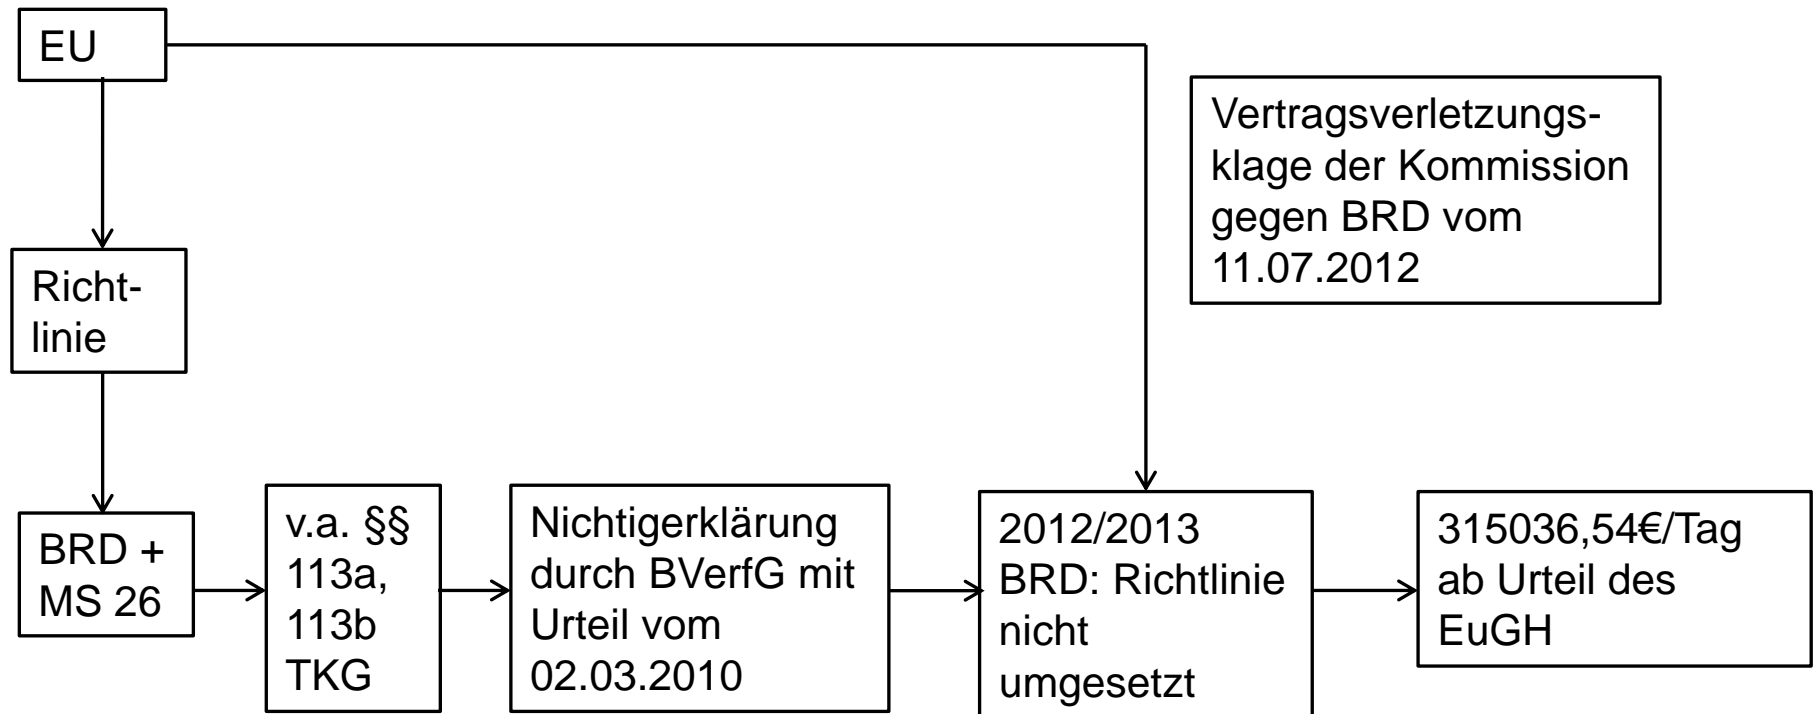 EU
Vertragsverletzungs-
klage der Kommission
gegen BRD vom
11.07.2012
Richt-
linie
BRD +
MS 26
v.a. §§
113a,
113b
TKG
Nichtigerklärung
durch BVerfG mit
Urteil vom
02.03.2010
2012/2013
BRD: Richtlinie
nicht
umgesetzt
315036,54€/Tag
ab Urteil des
EuGH